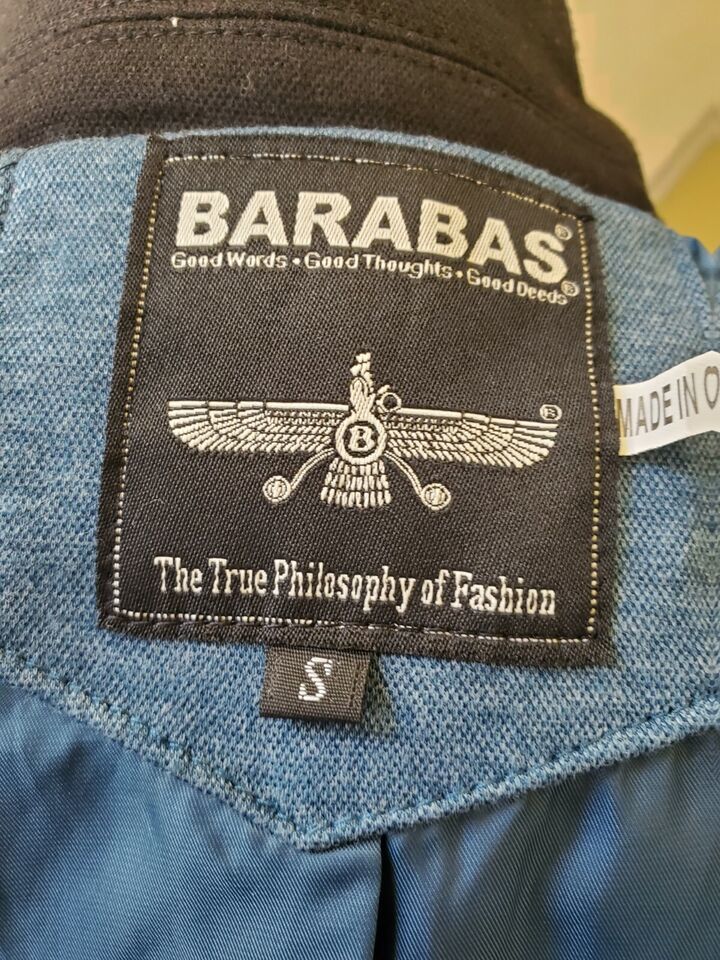 BARABAS®
Good Words • Good Thoughts • Good Deeds®
B
®
The True Philosophy of Fashion
MADE IN
S